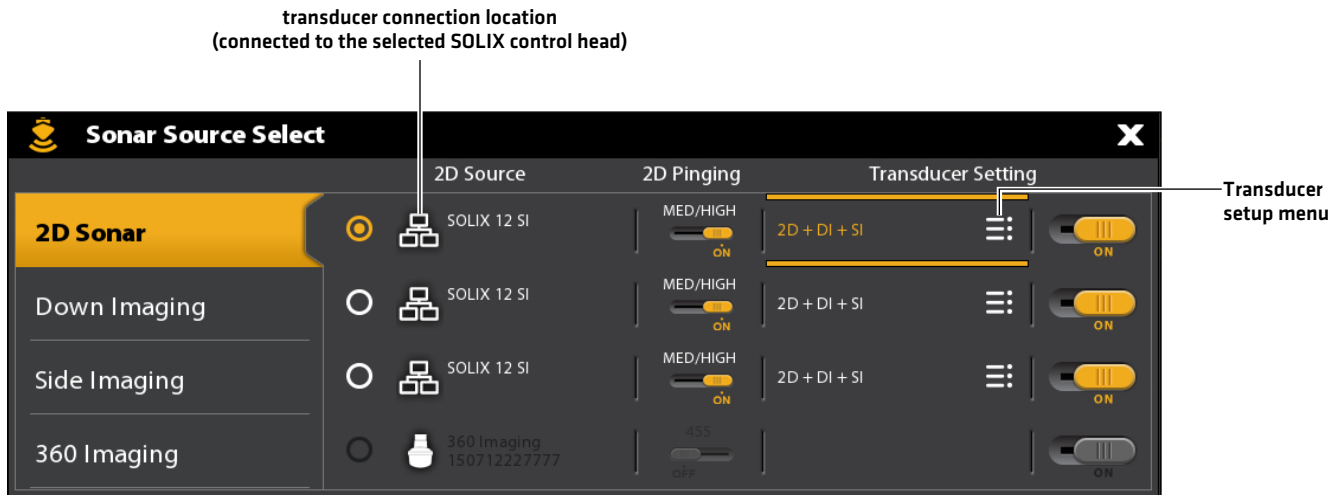 transducer connection location
(connected to the selected SOLIX control head)
Sonar Source Select
X
2D Source 2D Pinging Transducer Setting
Transducer
setup menu
2D Sonar
SOLIX 12 SI
MED/HIGH
ON
2D + DI + SI
ON
Down Imaging
SOLIX 12 SI
MED/HIGH
ON
2D + DI + SI
ON
Side Imaging
SOLIX 12 SI
MED/HIGH
ON
2D + DI + SI
ON
360 Imaging
360 Imaging
150712227777
455
OFF
ON